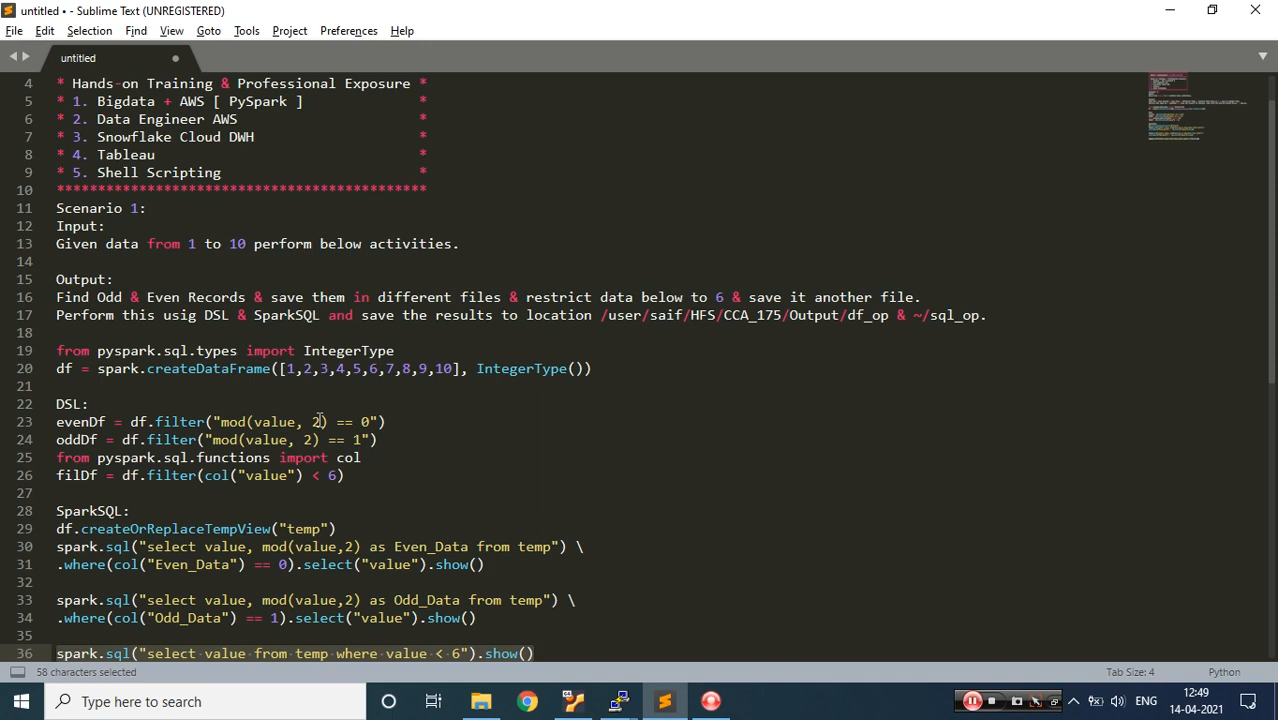 untitled • - Sublime Text (UNREGISTERED)
File Edit Selection Find View Goto Tools Project Preferences Help
untitled
4 * Hands-on Training & Professional Exposure *
5 * 1. Bigdata + AWS [ PySpark ] *
6 * 2. Data Engineer AWS *
7 * 3. Snowflake Cloud DWH *
8 * 4. Tableau *
9 * 5. Shell Scripting *
10 *********************************************
11 Scenario 1:
12 Input:
13 Given data from 1 to 10 perform below activities.
14
15 Output:
16 Find Odd & Even Records & save them in different files & restrict data below to 6 & save it another file.
17 Perform this usig DSL & SparkSQL and save the results to location /user/saif/HFS/CCA_175/Output/df_op & ~/sql_op.
18
19 from pyspark.sql.types import IntegerType
20 df = spark.createDataFrame([1,2,3,4,5,6,7,8,9,10], IntegerType())
21
22 DSL:
23 evenDf = df.filter("mod(value, 2) == 0")
24 oddDf = df.filter("mod(value, 2) == 1")
25 from pyspark.sql.functions import col
26 filDf = df.filter(col("value") < 6)
27
28 SparkSQL:
29 df.createOrReplaceTempView("temp")
30 spark.sql("select value, mod(value,2) as Even_Data from temp") \
31 .where(col("Even_Data") == 0).select("value").show()
32
33 spark.sql("select value, mod(value,2) as Odd_Data from temp") \
34 .where(col("Odd_Data") == 1).select("value").show()
35
36 spark.sql("select value from temp where value < 6").show()
58 characters selected Tab Size: 4 Python
Type here to search
ENG
12:49
14-04-2021